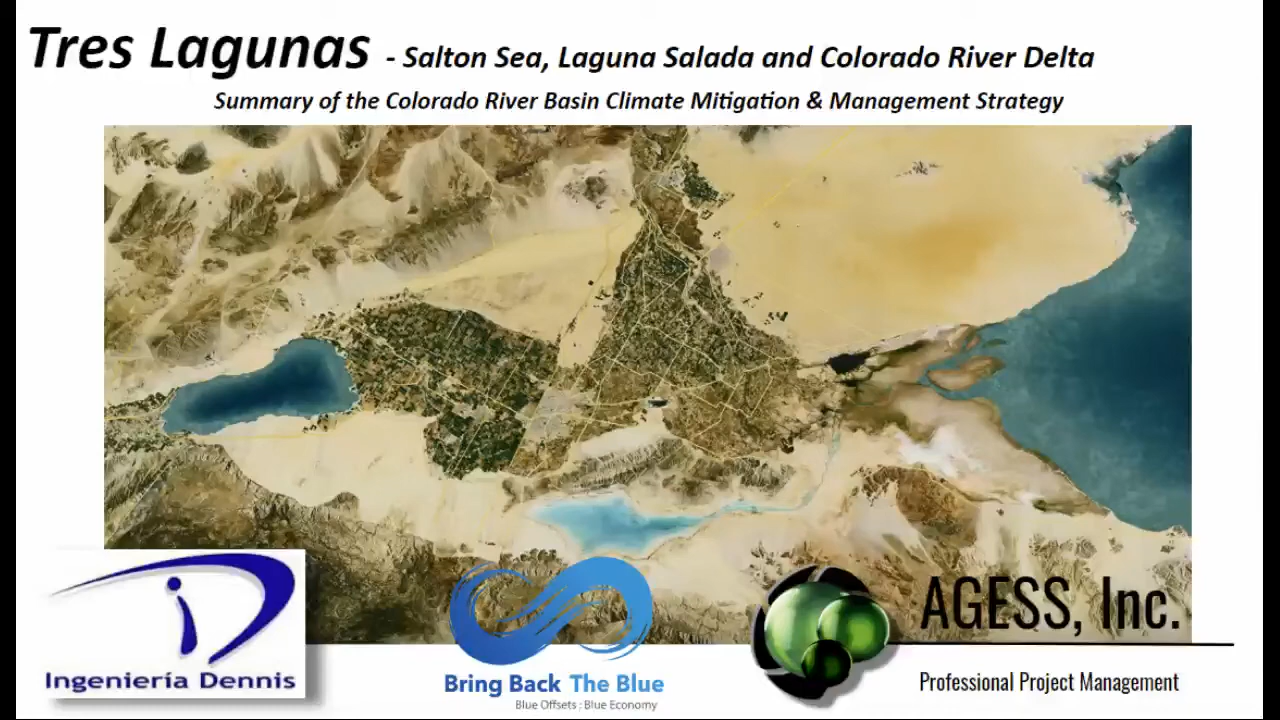 Tres Lagunas - Salton Sea, Laguna Salada and Colorado River Delta
Summary of the Colorado River Basin Climate Mitigation & Management Strategy
iD
Ingeniería Dennis
Bring Back The Blue
Blue Offsets : Blue Economy
AGESS, Inc.
Professional Project Management